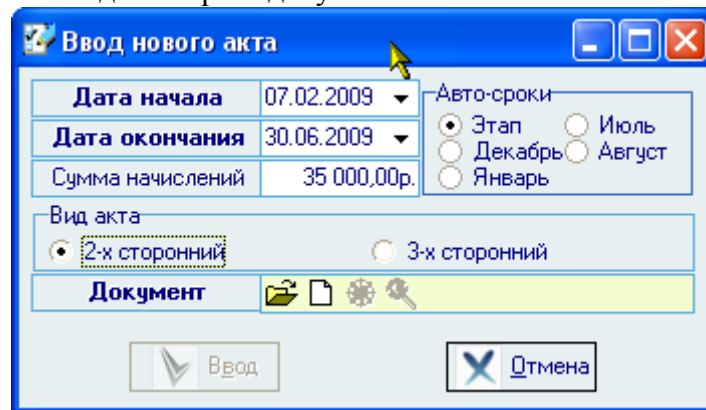 Ввод нового акта
Дата начала 07.02.2009
Дата окончания 30.06.2009
Сумма начислений 35 000,00р.
Авто-сроки
Этап Июль
Декабрь Август
Январь
Вид акта
2-х сторонний 3-х сторонний
Документ
Ввод Отмена